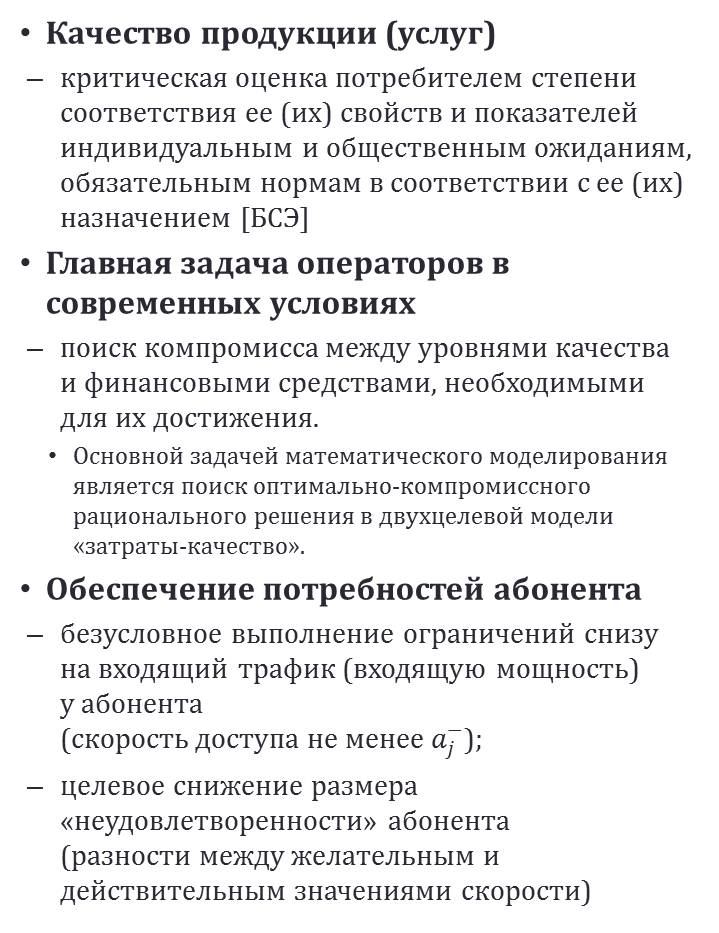 • Качество продукции (услуг)
– критическая оценка потребителем степени
соответствия ее (их) свойств и показателей
индивидуальным и общественным ожиданиям,
обязательным нормам в соответствии с ее (их)
назначением [БСЭ]
• Главная задача операторов в
современных условиях
– поиск компромисса между уровнями качества
и финансовыми средствами, необходимыми
для их достижения.
• Основной задачей математического моделирования
является поиск оптимально-компромиссного
рационального решения в двухцелевой модели
«затраты-качество».
• Обеспечение потребностей абонента
– безусловное выполнение ограничений снизу
на входящий трафик (входящую мощность)
у абонента
(скорость доступа не менее $a_j^-$);
– целевое снижение размера
«неудовлетворенности» абонента
(разности между желательным и
действительным значениями скорости)